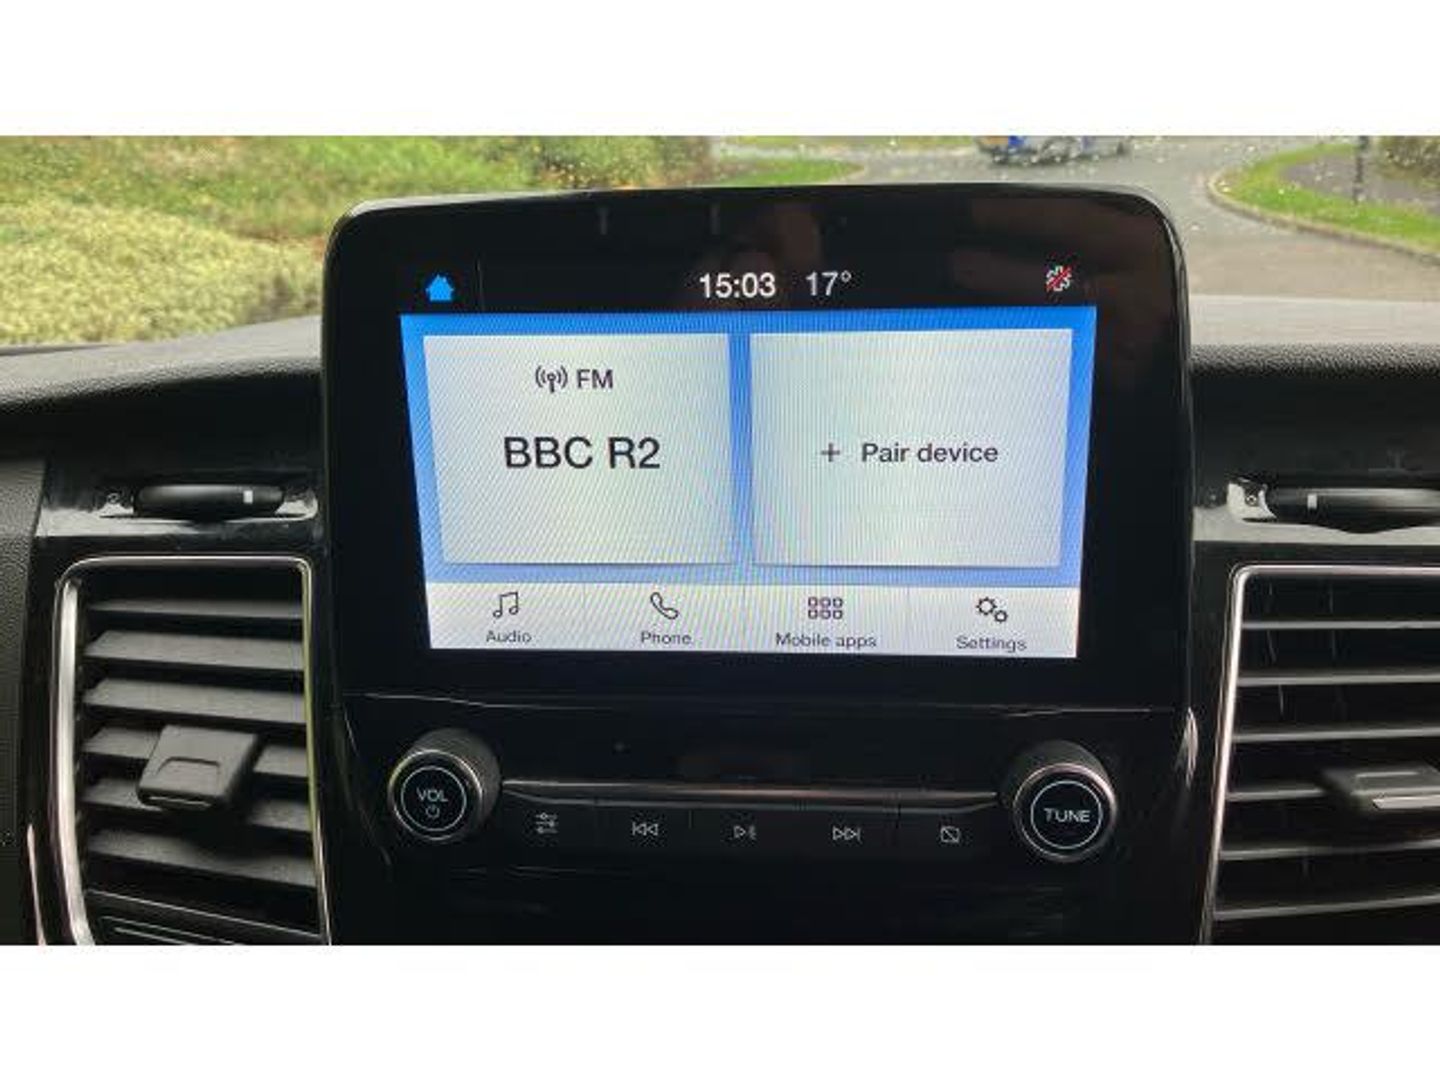 15:03 17°
FM
BBC R2
+ Pair device
Audio Phone Mobile apps Settings
VOL
TUNE